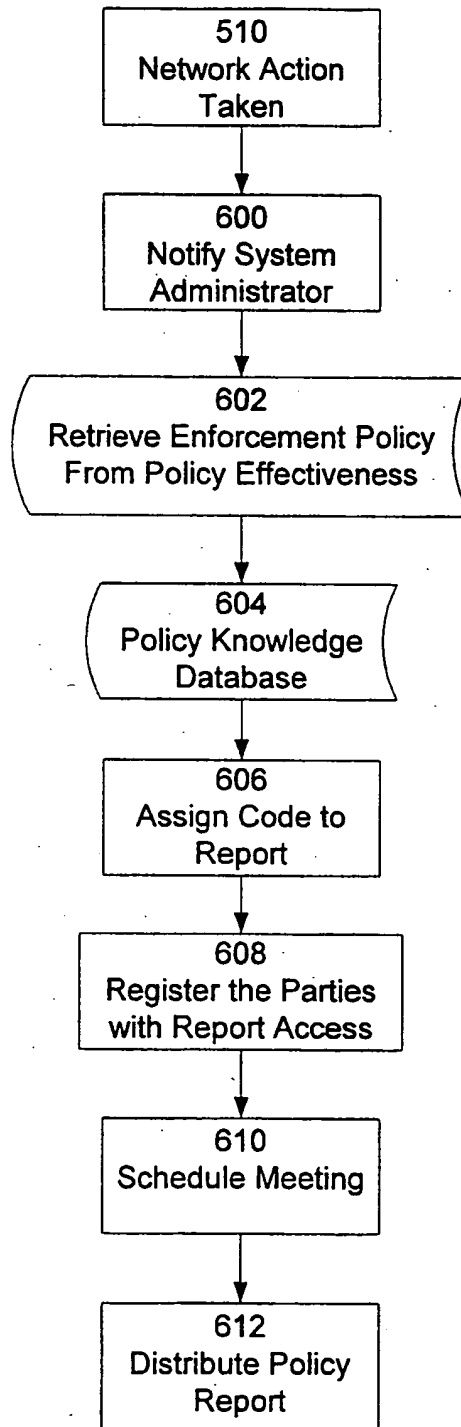 510
Network Action
Taken
600
Notify System
Administrator
602
Retrieve Enforcement Policy
From Policy Effectiveness
604
Policy Knowledge
Database
606
Assign Code to
Report
608
Register the Parties
with Report Access
610
Schedule Meeting
612
Distribute Policy
Report